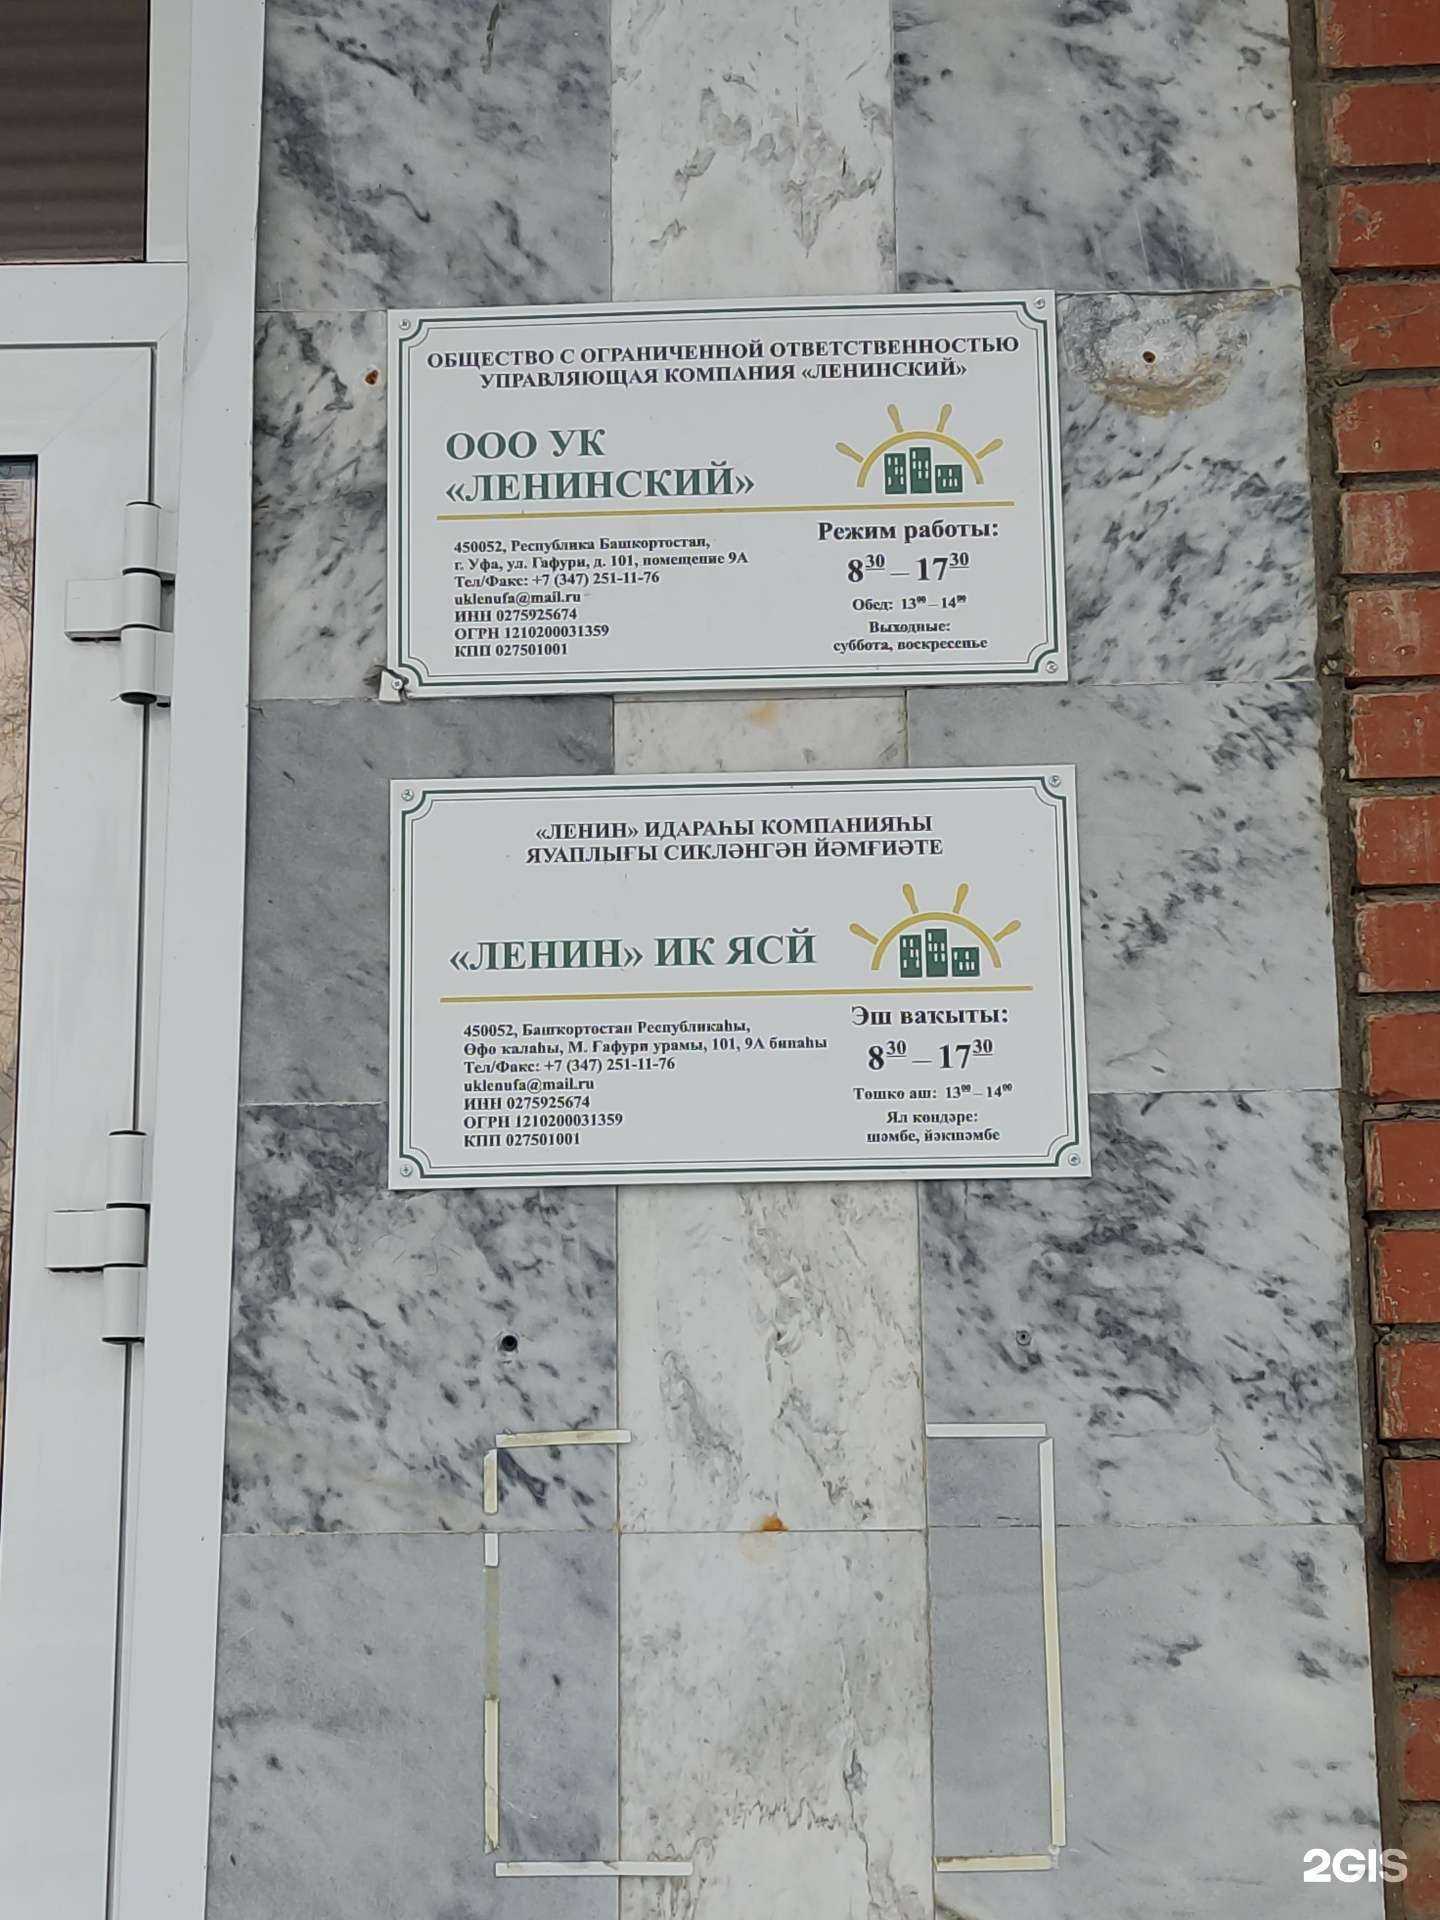 ОБЩЕСТВО С ОГРАНИЧЕННОЙ ОТВЕТСТВЕННОСТЬЮ
УПРАВЛЯЮЩАЯ КОМПАНИЯ «ЛЕНИНСКИЙ»
ООО УК
«ЛЕНИНСКИЙ»
450052, Республика Башкортостан,
г. Уфа, ул. Гафури, д. 101, помещение 9А
Тел/Факс: +7 (347) 251-11-76
uklenufa@mail.ru
ИНН 0275925674
ОГРН 1210200031359
КПП 027501001
Режим работы:
8³⁰ – 17³⁰
Обед: 13⁰⁰ – 14⁰⁰
Выходные:
суббота, воскресенье
«ЛЕНИН» ИДАРАҺЫ КОМПАНИЯҺЫ
ЯУАПЛЫҒЫ СИКЛӘНГӘН ЙӘМҒИӘТЕ
«ЛЕНИН» ИК ЯСЙ
450052, Башҡортостан Республикаһы,
Өфө ҡалаһы, М. Ғафури урамы, 101, 9А бинаһы
Тел/Факс: +7 (347) 251-11-76
uklenufa@mail.ru
ИНН 0275925674
ОГРН 1210200031359
КПП 027501001
Эш ваҡыты:
8³⁰ – 17³⁰
Төшкө аш: 13⁰⁰ – 14⁰⁰
Ял көндәре:
шәмбе, йәкшәмбе
2GIS